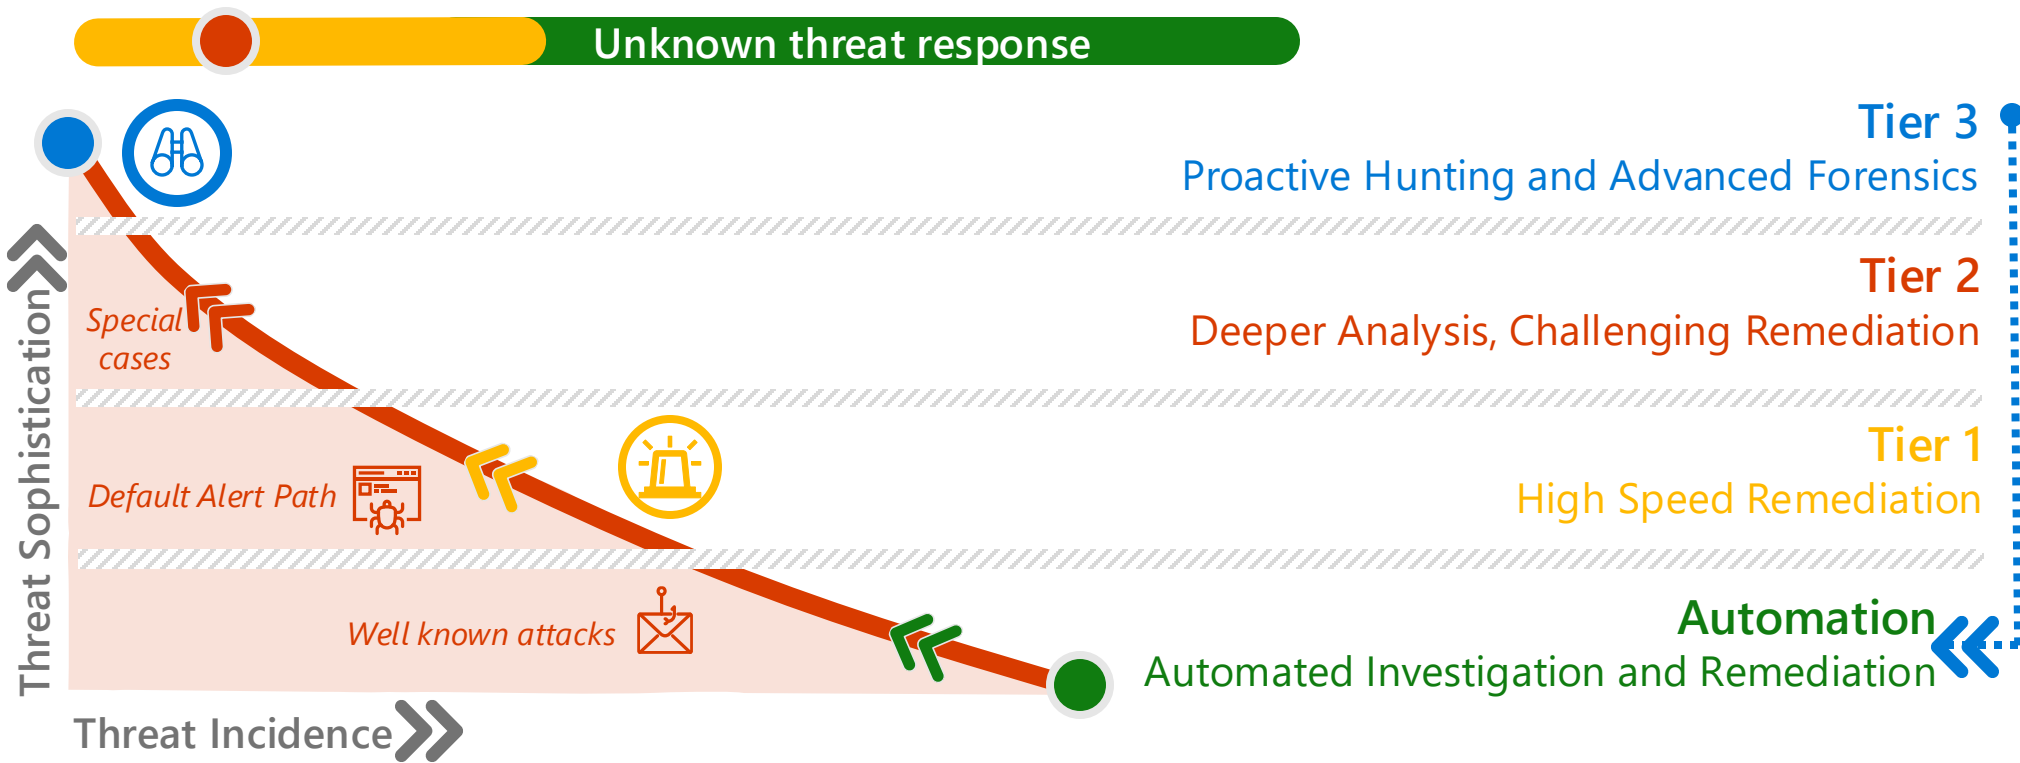 Unknown threat response
Tier 3
Proactive Hunting and Advanced Forensics
Tier 2
Deeper Analysis, Challenging Remediation
Special
cases
Tier 1
High Speed Remediation
Default Alert Path
Automation
Automated Investigation and Remediation
Well known attacks
Threat Sophistication
Threat Incidence